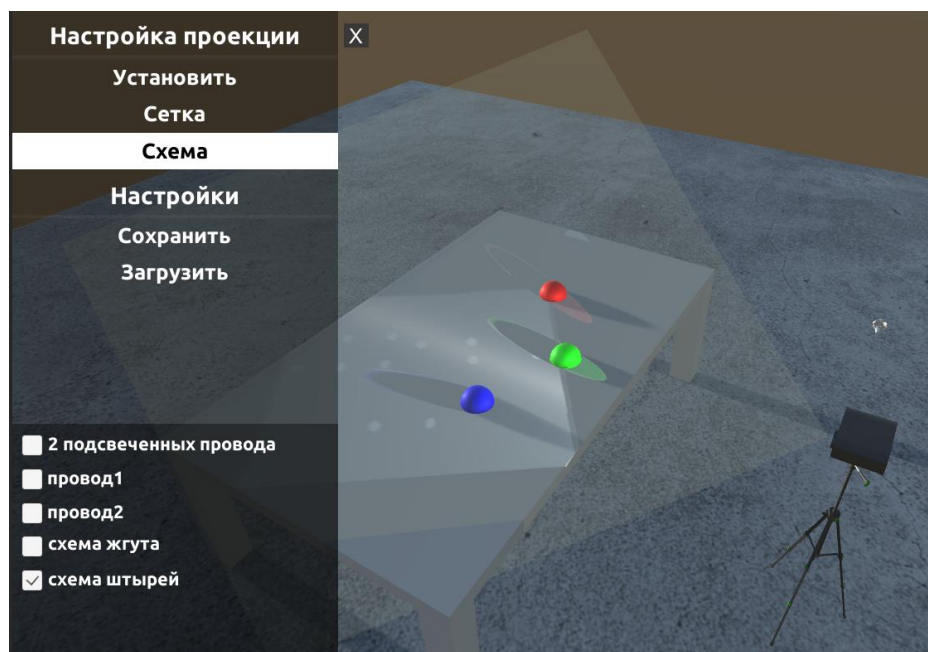 Настройка проекции
X
Установить
Сетка
Схема
Настройки
Сохранить
Загрузить
2 подсвеченных провода
провод1
провод2
схема жгута
схема штырей